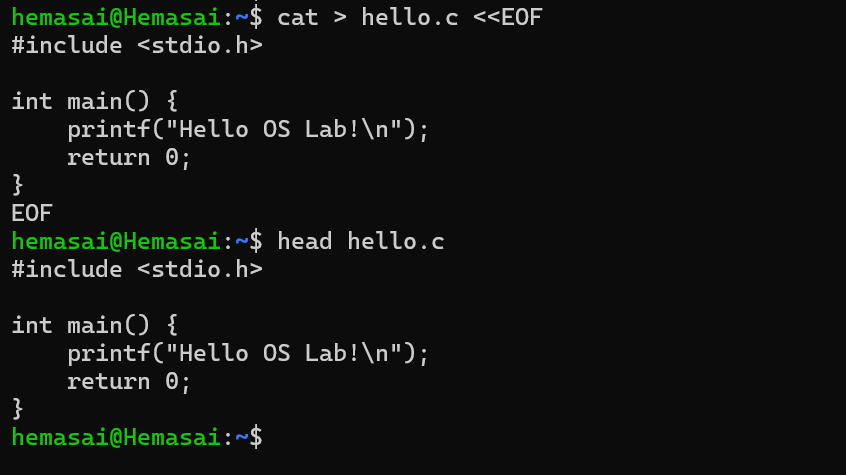 hemasai@Hemasai:~$ cat > hello.c <<EOF
#include <stdio.h>

int main() {
    printf("Hello OS Lab!\n");
    return 0;
}
EOF
hemasai@Hemasai:~$ head hello.c
#include <stdio.h>

int main() {
    printf("Hello OS Lab!\n");
    return 0;
}
hemasai@Hemasai:~$